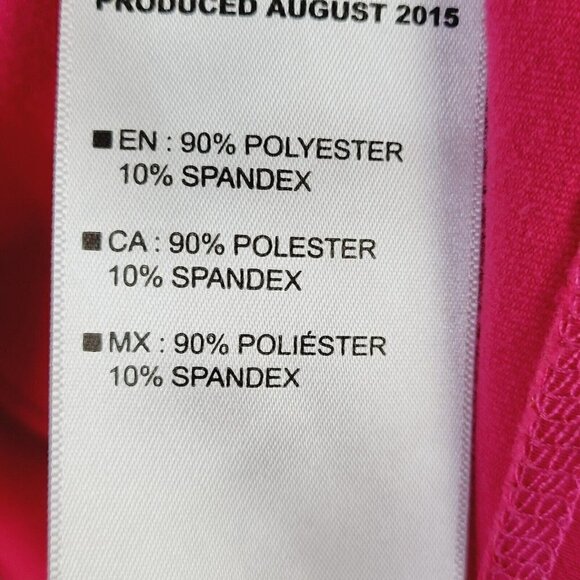 PRODUCED AUGUST 2015
■ EN : 90% POLYESTER
10% SPANDEX
■ CA : 90% POLESTER
10% SPANDEX
■ MX : 90% POLIÉSTER
10% SPANDEX